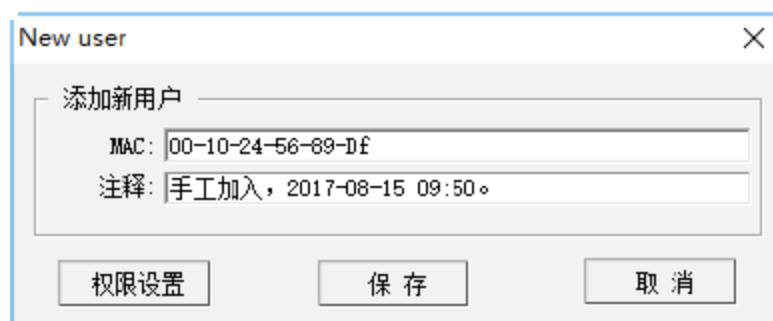 New user
添加新用户
MAC: 00-10-24-56-89-Df
注释: 手工加入，2017-08-15 09:50。
权限设置 保存 取消